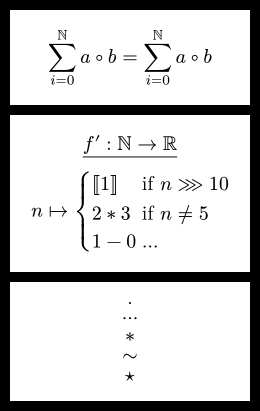 ∑_{i=0}^{ℕ} a ∘ b = ∑_{i=0}^{ℕ} a ∘ b
f′ : ℕ → ℝ
n ↦ { ⟦1⟧ if n ⋙ 10
2 ∗ 3 if n ≠ 5
1 − 0 ...
.
...
∗
∼
⋆